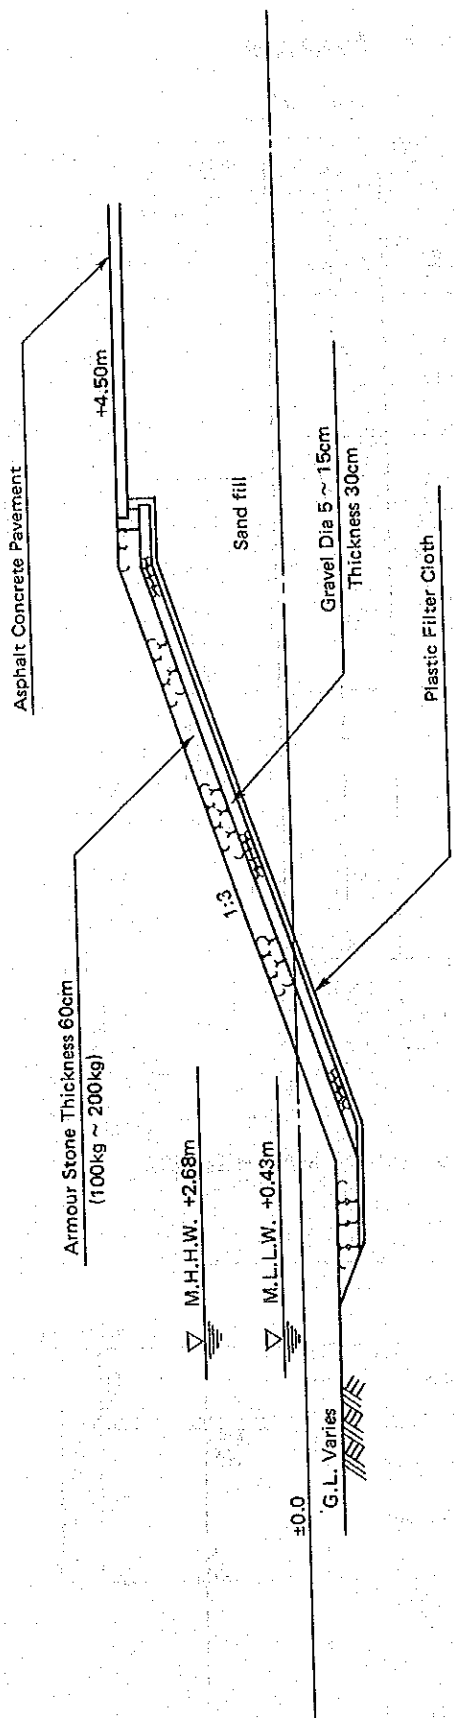 Asphalt Concrete Pavement
+4.50m
Armour Stone Thickness 60cm
(100kg ~ 200kg)
Sand fill
1:3
M.H.H.W. +2.68m
M.L.L.W. +0.43m
Gravel Dia 5 ~ 15cm
Thickness 30cm
±0.0
G.L. Varies
Plastic Filter Cloth